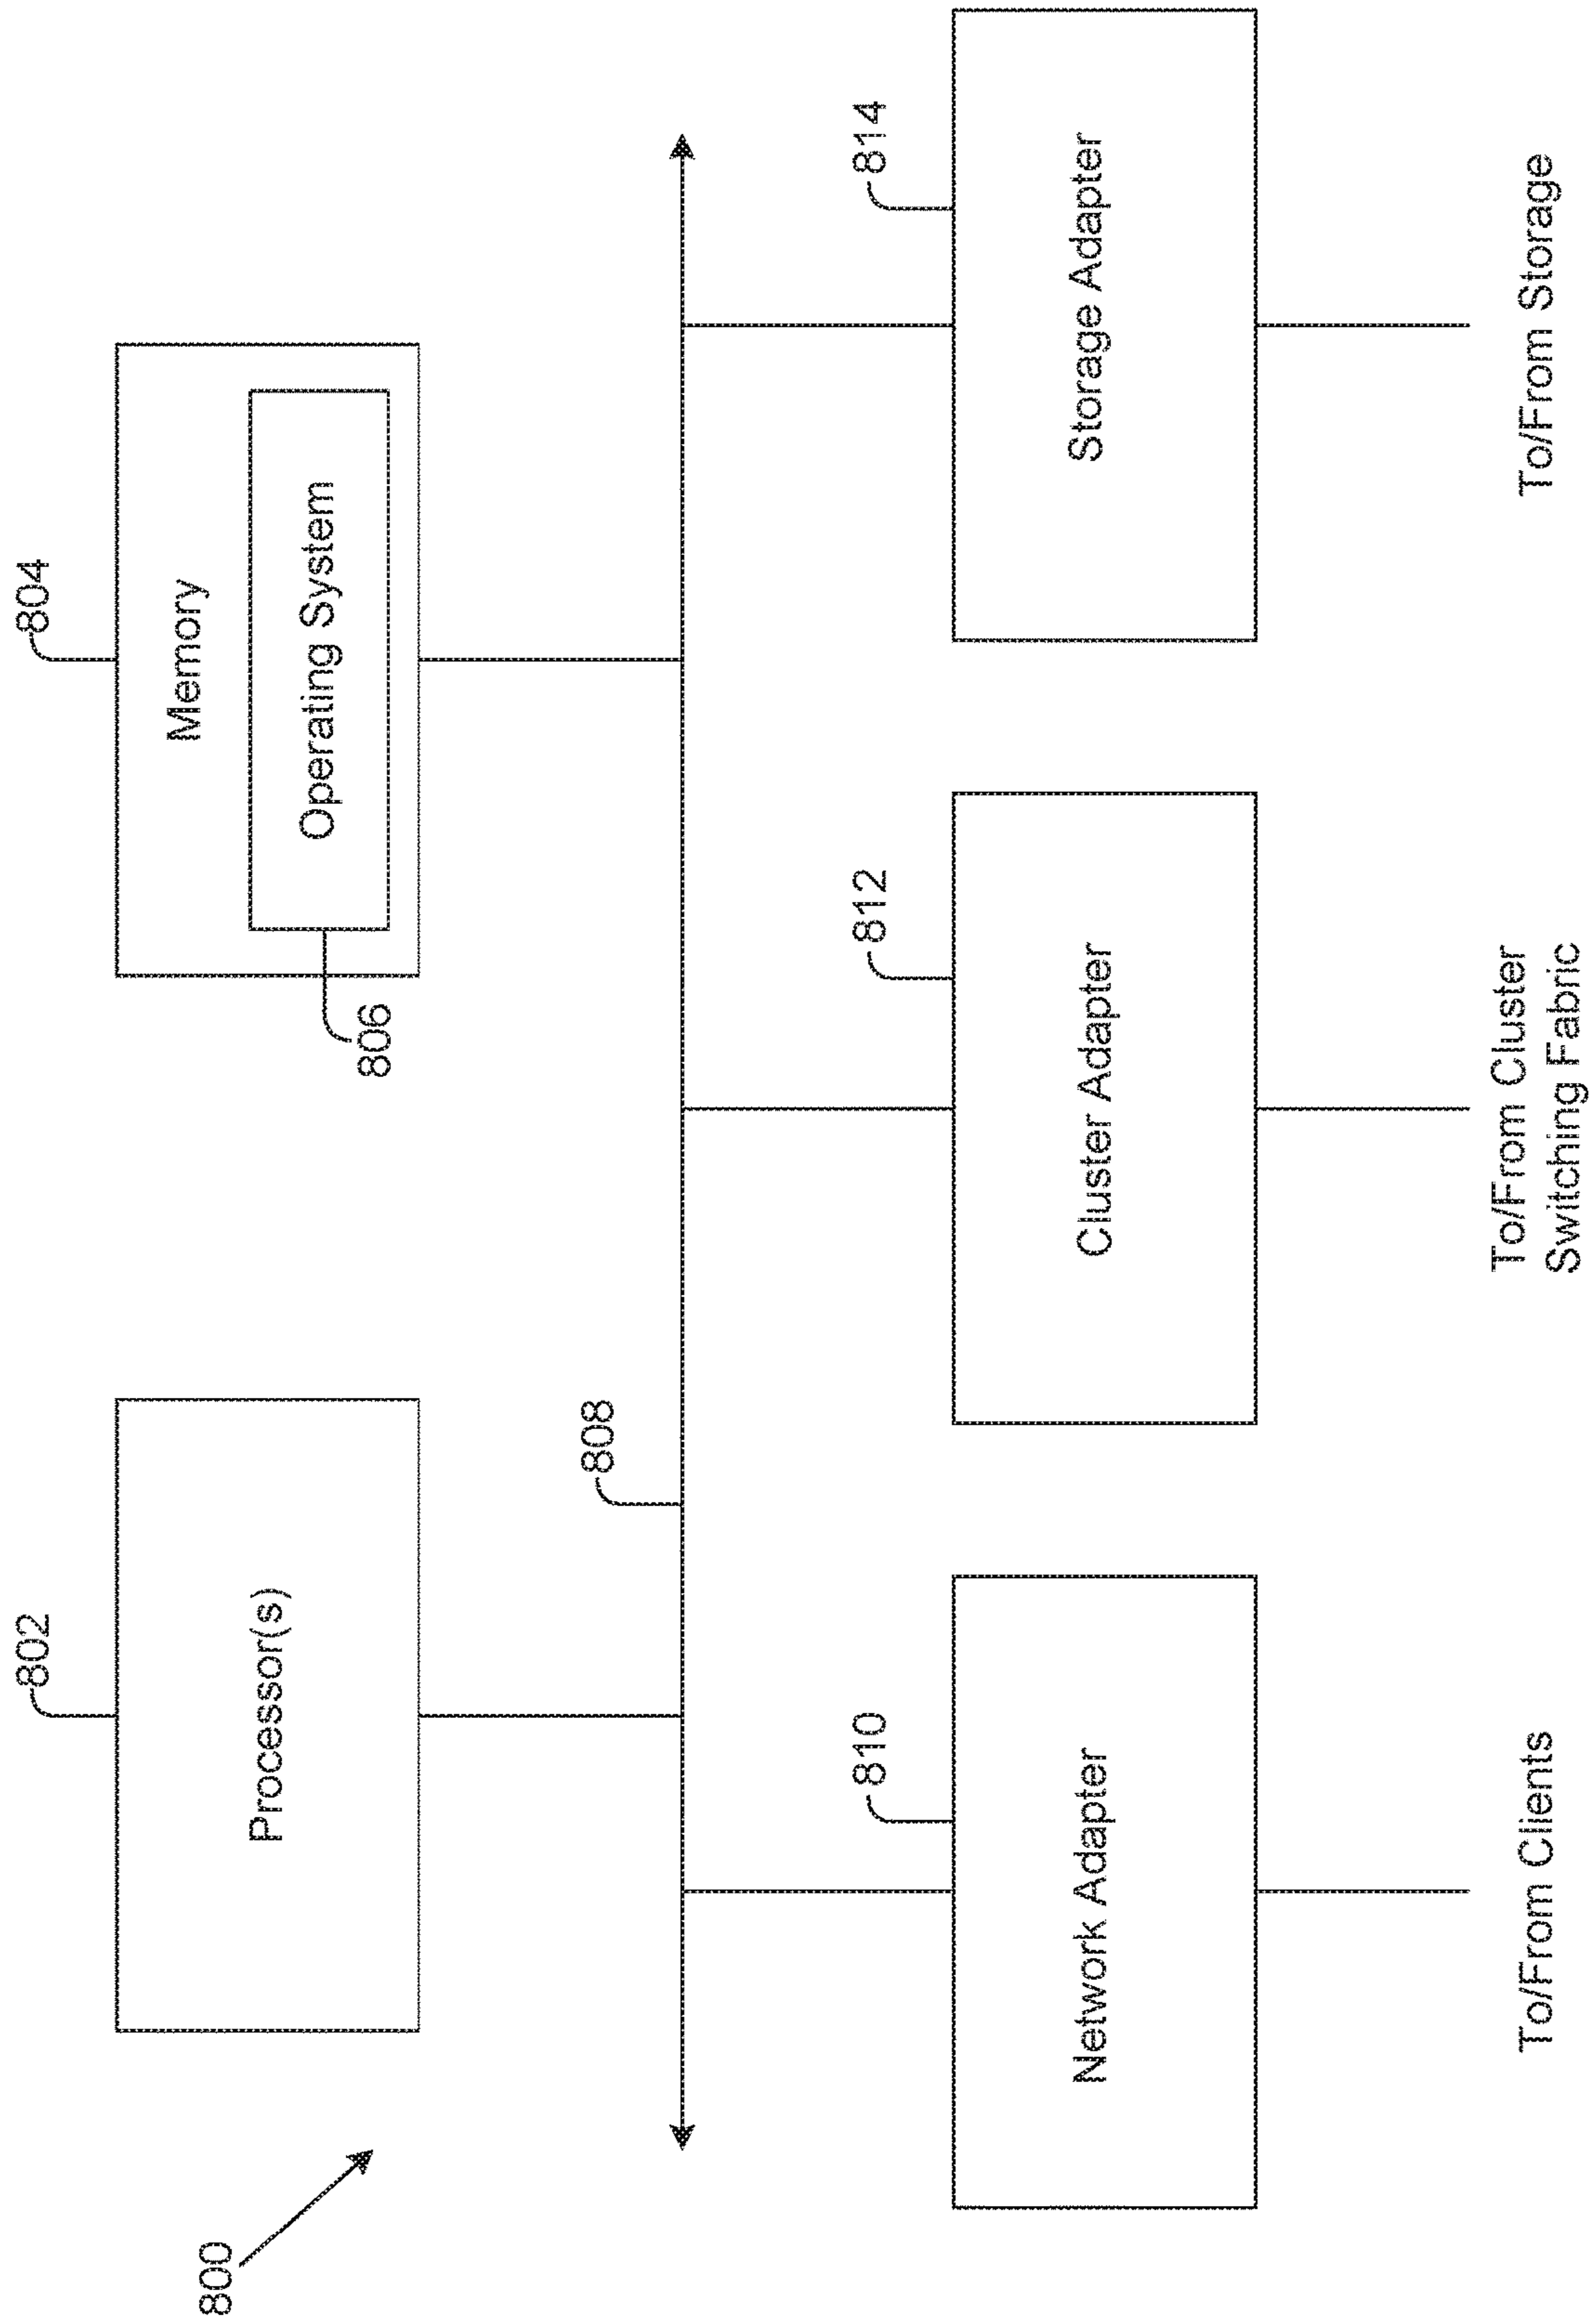 800
802
804
Processor(s)
Memory
Operating System
806
808
810
812
814
Network Adapter
Cluster Adapter
Storage Adapter
To/From Clients
To/From Cluster
Switching Fabric
To/From Storage